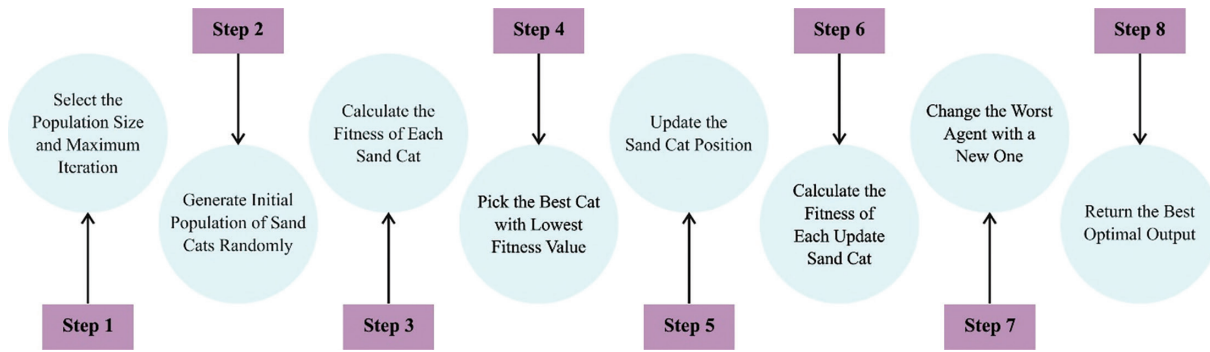 Step 1
Select the
Population Size
and Maximum
Iteration
Step 2
Generate Initial
Population of Sand
Cats Randomly
Step 3
Calculate the
Fitness of Each
Sand Cat
Step 4
Pick the Best Cat
with Lowest
Fitness Value
Step 5
Update the
Sand Cat Position
Step 6
Calculate the
Fitness of
Each Update
Sand Cat
Step 7
Change the Worst
Agent with a
New One
Step 8
Return the Best
Optimal Output